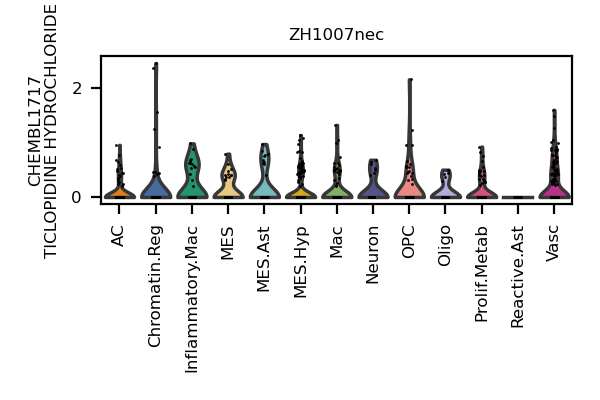 ZH1007nec
CHEMBL1717
TICLOPIDINE HYDROCHLORIDE
2
0
AC
Chromatin.Reg
Inflammatory.Mac
MES
MES.Ast
MES.Hyp
Mac
Neuron
OPC
Oligo
Prolif.Metab
Reactive.Ast
Vasc